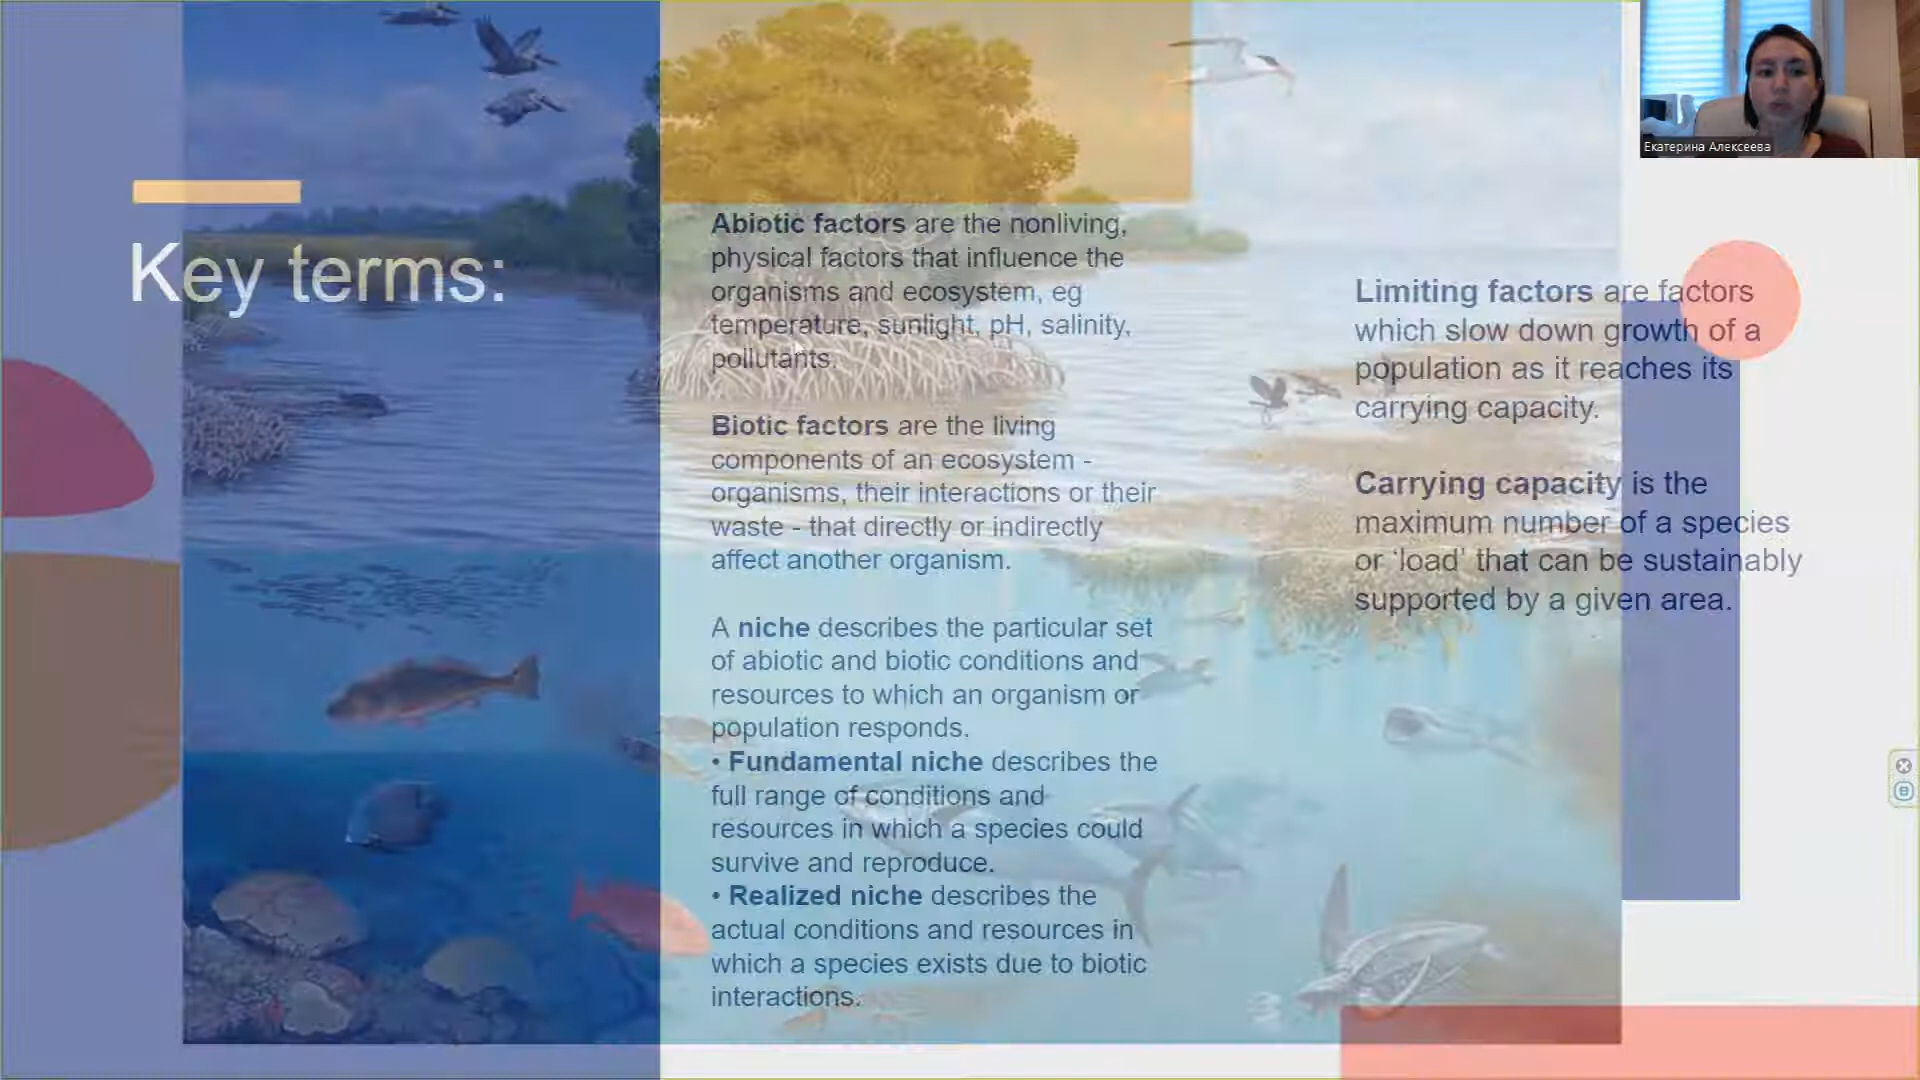 Екатерина Алексеева
Key terms:
Abiotic factors are the nonliving,
physical factors that influence the
organisms and ecosystem, eg
temperature, sunlight, pH, salinity,
pollutants.
Biotic factors are the living
components of an ecosystem -
organisms, their interactions or their
waste - that directly or indirectly
affect another organism.
A niche describes the particular set
of abiotic and biotic conditions and
resources to which an organism or
population responds.
• Fundamental niche describes the
full range of conditions and
resources in which a species could
survive and reproduce.
• Realized niche describes the
actual conditions and resources in
which a species exists due to biotic
interactions.
Limiting factors are factors
which slow down growth of a
population as it reaches its
carrying capacity.
Carrying capacity is the
maximum number of a species
or ‘load’ that can be sustainably
supported by a given area.